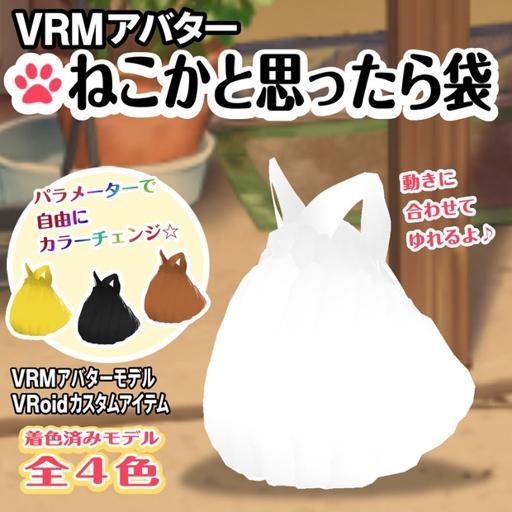 VRMアバター
ねこかと思ったら袋
パラメーターで
自由に
カラーチェンジ☆
動きに
合わせて
ゆれるよ♪
VRMアバターモデル
VRoidカスタムアイテム
着色済みモデル
全4色